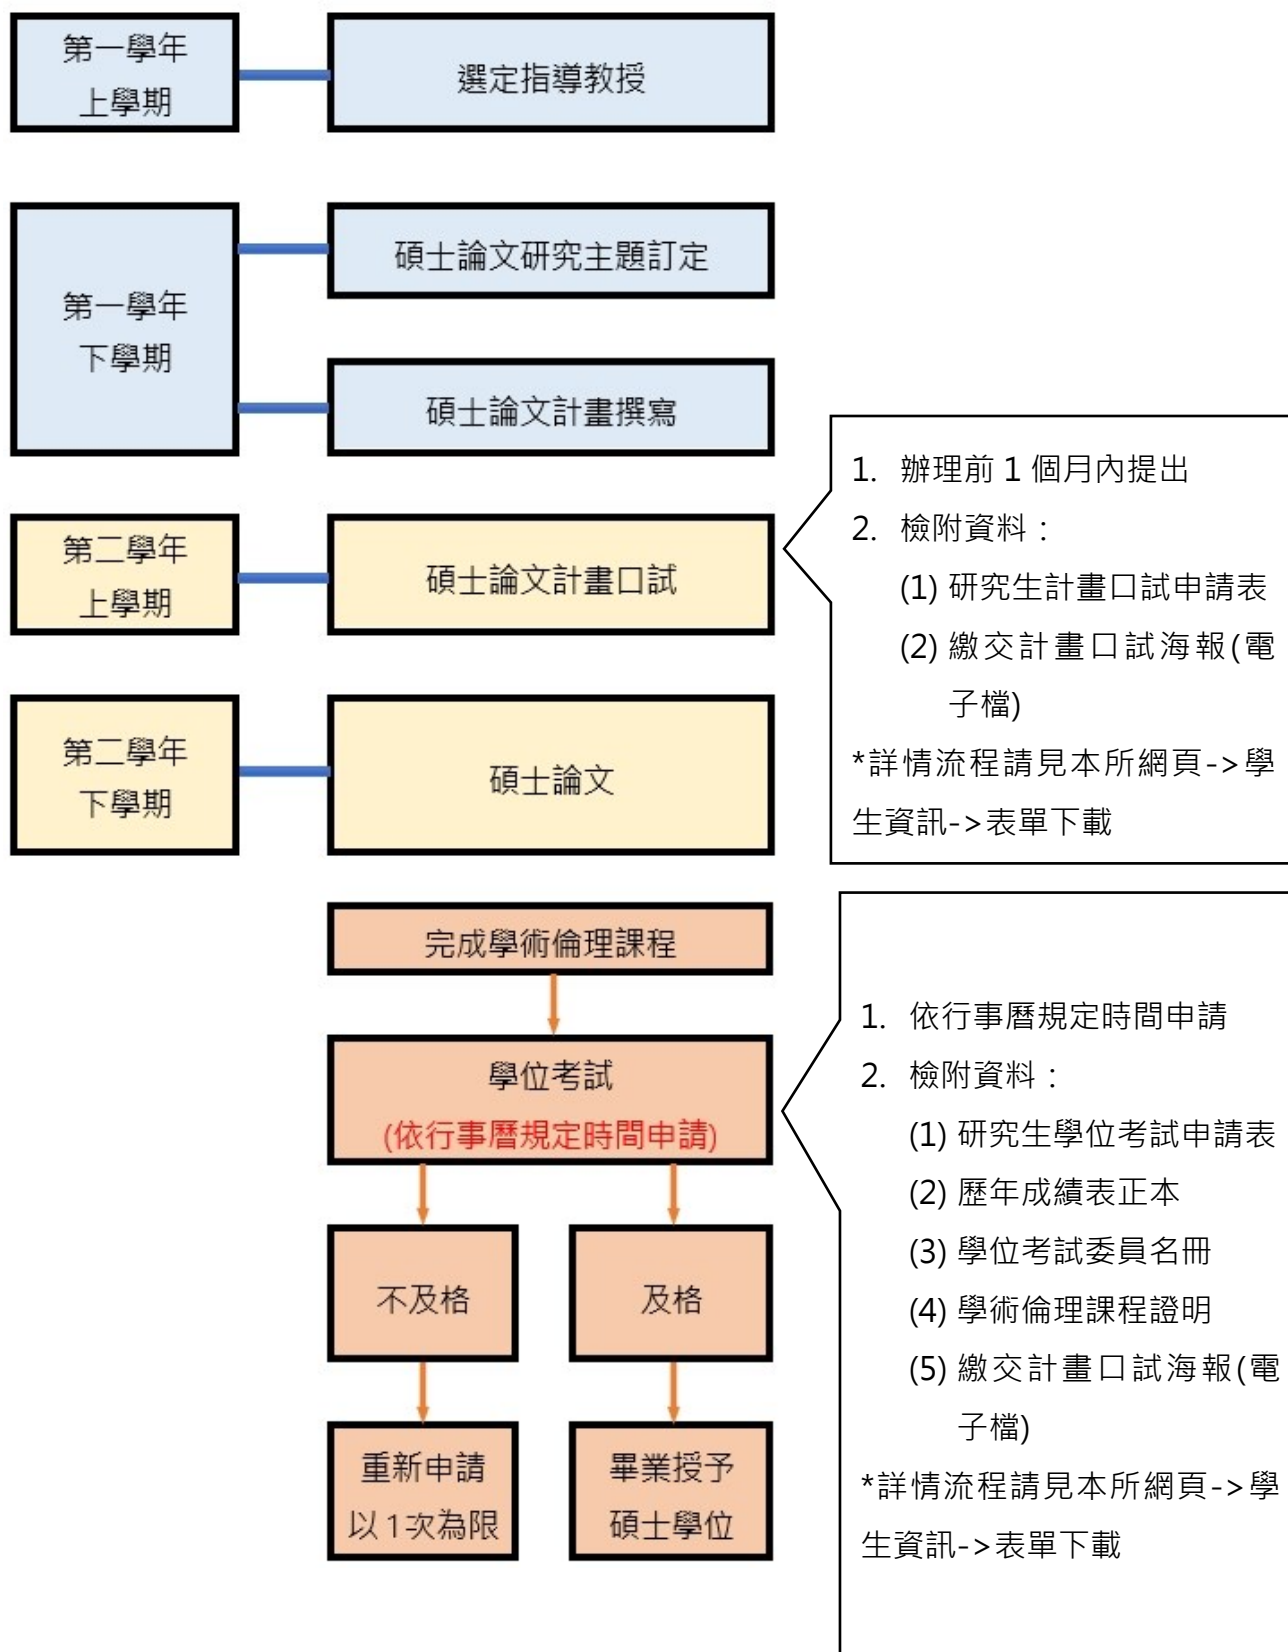 第一學年
上學期
選定指導教授
第一學年
下學期
碩士論文研究主題訂定
碩士論文計畫撰寫
第二學年
上學期
碩士論文計畫口試
1. 辦理前 1 個月內提出
2. 檢附資料：
(1) 研究生計畫口試申請表
(2) 繳交計畫口試海報(電
子檔)
*詳情流程請見本所網頁->學
生資訊->表單下載
第二學年
下學期
碩士論文
完成學術倫理課程
學位考試
(依行事曆規定時間申請)
不及格
及格
重新申請
以1次為限
畢業授予
碩士學位
1. 依行事曆規定時間申請
2. 檢附資料：
(1) 研究生學位考試申請表
(2) 歷年成績表正本
(3) 學位考試委員名冊
(4) 學術倫理課程證明
(5) 繳交計畫口試海報(電
子檔)
*詳情流程請見本所網頁->學
生資訊->表單下載